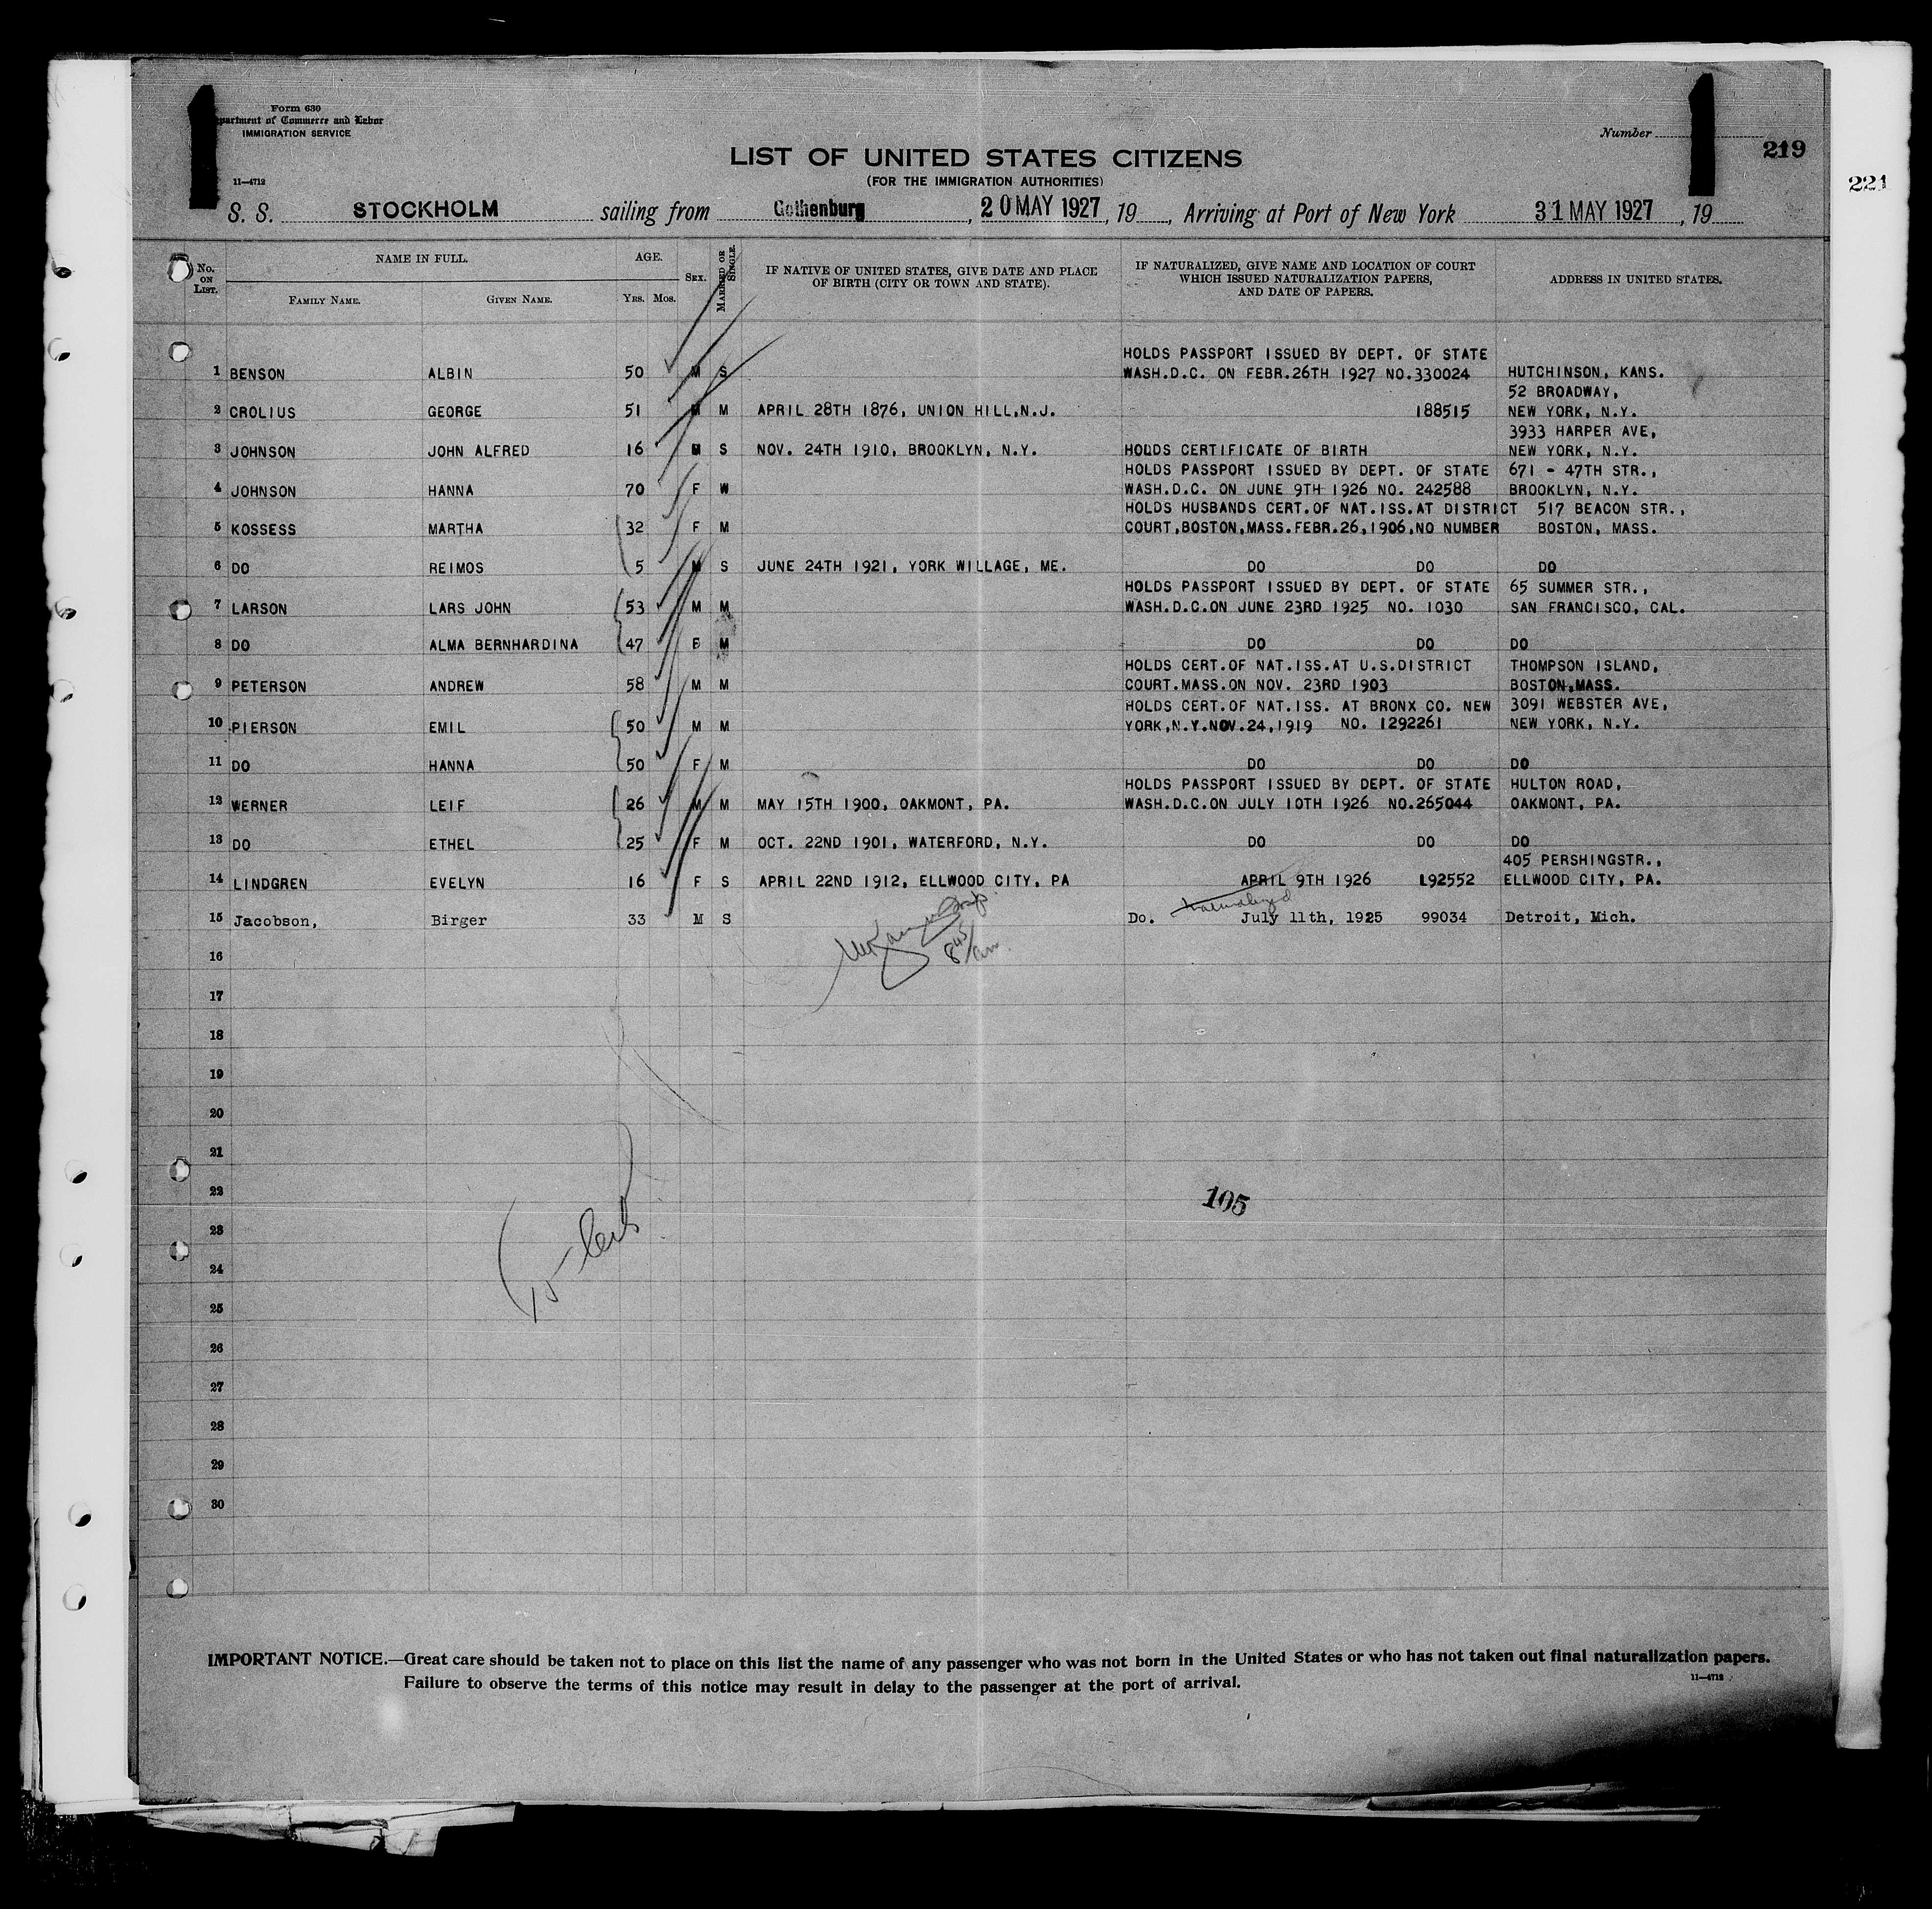 Form 630
partment of Commerce and Labor
IMMIGRATION SERVICE
Number
219
221
LIST OF UNITED STATES CITIZENS
(FOR THE IMMIGRATION AUTHORITIES)
11—4712
S. S. STOCKHOLM sailing from Gothenburg, 20 MAY 1927, 19, Arriving at Port of New York 31 MAY 1927, 19
No. ON LIST.
NAME IN FULL.
FAMILY NAME.
GIVEN NAME.
AGE.
YRS. MOS.
SEX.
MARRIED OR SINGLE.
IF NATIVE OF UNITED STATES, GIVE DATE AND PLACE
OF BIRTH (CITY OR TOWN AND STATE).
IF NATURALIZED, GIVE NAME AND LOCATION OF COURT
WHICH ISSUED NATURALIZATION PAPERS,
AND DATE OF PAPERS.
ADDRESS IN UNITED STATES.
HOLDS PASSPORT ISSUED BY DEPT. OF STATE
1 BENSON ALBIN 50 M S WASH.D.C. ON FEBR.26TH 1927 NO.330024 HUTCHINSON, KANS.
52 BROADWAY,
2 CROLIUS GEORGE 51 M M APRIL 28TH 1876, UNION HILL,N.J. 188515 NEW YORK, N.Y.
3933 HARPER AVE,
3 JOHNSON JOHN ALFRED 16 M S NOV. 24TH 1910, BROOKLYN, N.Y. HOLDS CERTIFICATE OF BIRTH NEW YORK, N.Y.
HOLDS PASSPORT ISSUED BY DEPT. OF STATE 671 - 47TH STR.,
4 JOHNSON HANNA 70 F W WASH.D.C. ON JUNE 9TH 1926 NO. 242588 BROOKLYN, N.Y.
HOLDS HUSBANDS CERT.OF NAT.ISS.AT DISTRICT 517 BEACON STR.,
5 KOSSESS MARTHA 32 F M COURT,BOSTON,MASS.FEBR.26,1906,NO NUMBER BOSTON, MASS.
6 DO REIMOS 5 M S JUNE 24TH 1921, YORK WILLAGE, ME. DO DO DO
HOLDS PASSPORT ISSUED BY DEPT. OF STATE 65 SUMMER STR.,
7 LARSON LARS JOHN 53 M M WASH.D.C.ON JUNE 23RD 1925 NO. 1030 SAN FRANCISCO, CAL.
8 DO ALMA BERNHARDINA 47 F M DO DO DO
HOLDS CERT.OF NAT.ISS.AT U.S.DISTRICT THOMPSON ISLAND,
9 PETERSON ANDREW 58 M M COURT.MASS.ON NOV. 23RD 1903 BOSTON,MASS.
HOLDS CERT.OF NAT.ISS. AT BRONX CO. NEW 3091 WEBSTER AVE,
10 PIERSON EMIL 50 M M YORK,N.Y.NOV.24,1919 NO. 1292261 NEW YORK, N.Y.
11 DO HANNA 50 F M DO DO DO
HOLDS PASSPORT ISSUED BY DEPT. OF STATE HULTON ROAD,
12 WERNER LEIF 26 M M MAY 15TH 1900, OAKMONT, PA. WASH.D.C.ON JULY 10TH 1926 NO.265044 OAKMONT, PA.
13 DO ETHEL 25 F M OCT. 22ND 1901, WATERFORD, N.Y. DO DO DO
405 PERSHINGSTR.,
14 LINDGREN EVELYN 16 F S APRIL 22ND 1912, ELLWOOD CITY, PA APRIL 9TH 1926 192552 ELLWOOD CITY, PA.
Naturalized
15 Jacobson, Birger 33 M S Do. July 11th, 1925 99034 Detroit, Mich.
8 45/am
16
17
18
19
20
21
22
105
23
24
25
26
27
28
29
30
IMPORTANT NOTICE.—Great care should be taken not to place on this list the name of any passenger who was not born in the United States or who has not taken out final naturalization papers.
Failure to observe the terms of this notice may result in delay to the passenger at the port of arrival.
11—4712